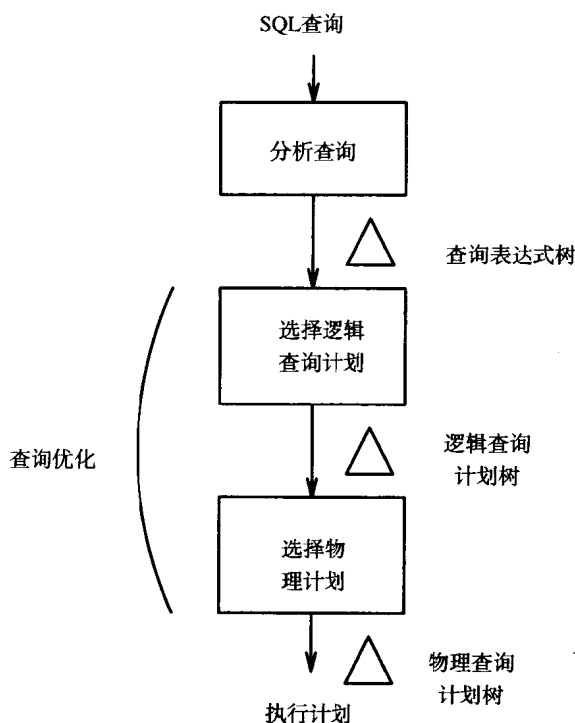 SQL查询
分析查询
查询表达式树
选择逻辑
查询计划
逻辑查询
计划树
查询优化
选择物
理计划
物理查询
计划树
执行计划